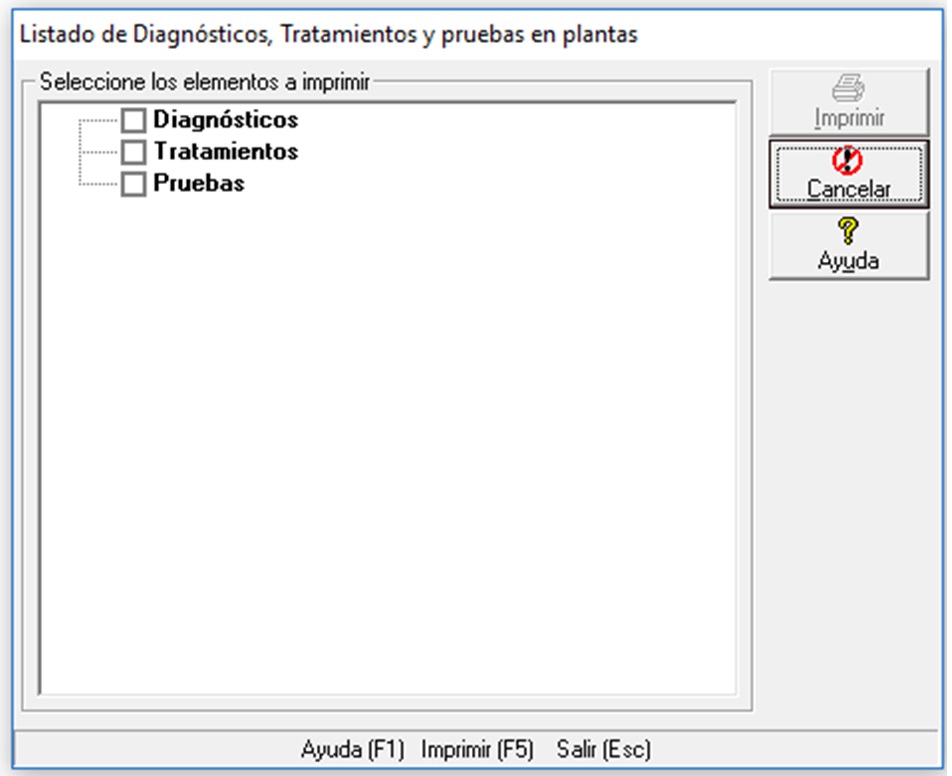 Listado de Diagnósticos, Tratamientos y pruebas en plantas
Seleccione los elementos a imprimir
Diagnósticos
Tratamientos
Pruebas
Imprimir
Cancelar
Ayuda
Ayuda (F1) Imprimir (F5) Salir (Esc)